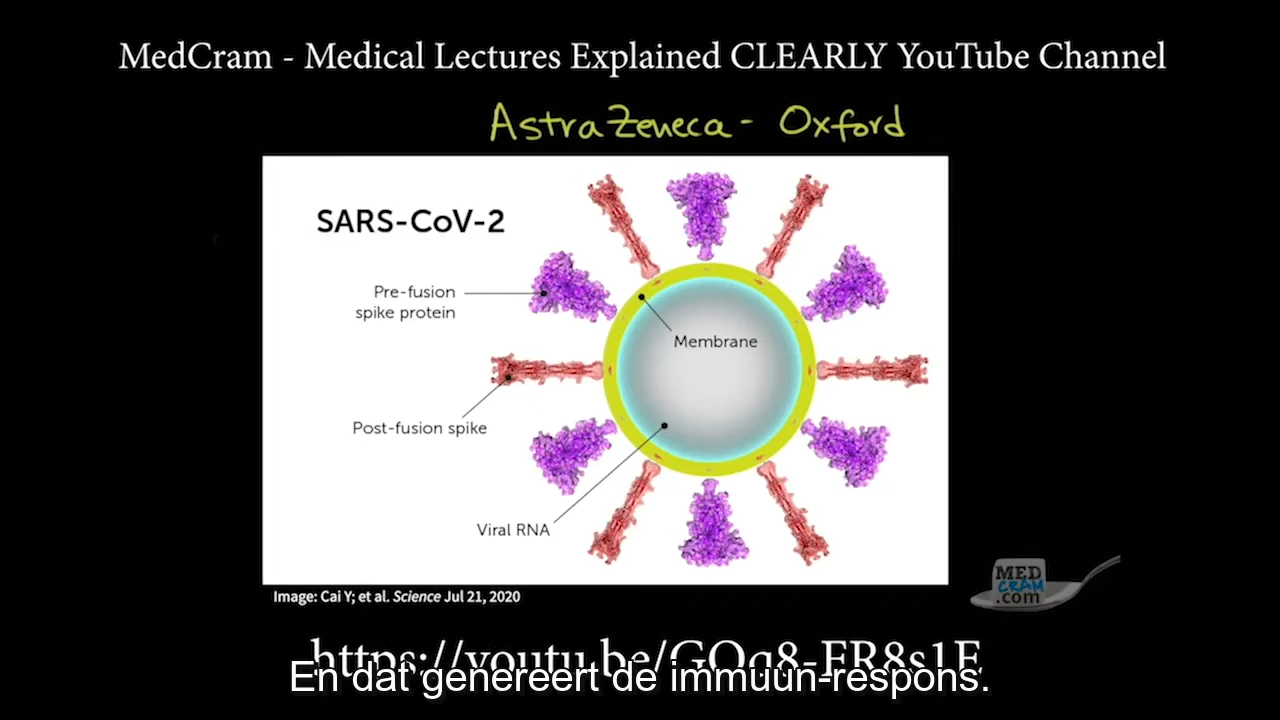 MedCram - Medical Lectures Explained CLEARLY YouTube Channel
AstraZeneca - Oxford
SARS-CoV-2
Pre-fusion
spike protein
Membrane
Post-fusion spike
Viral RNA
MED
CRAM
.com
Image: Cai Y; et al. Science Jul 21, 2020
En dat genereert de immuun-respons.